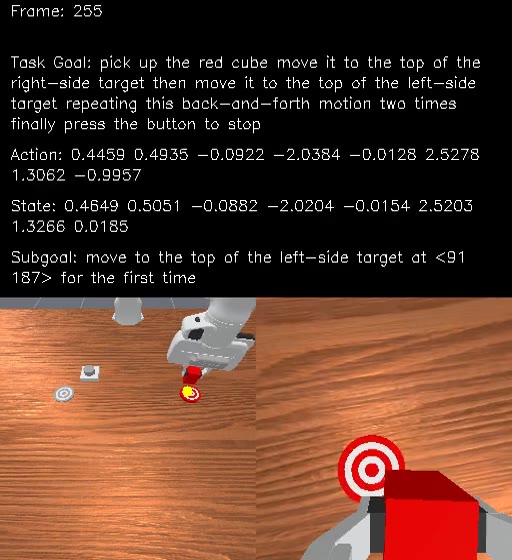 Frame: 255
Task Goal: pick up the red cube move it to the top of the
right-side target then move it to the top of the left-side
target repeating this back-and-forth motion two times
finally press the button to stop
Action: 0.4459 0.4935 -0.0922 -2.0384 -0.0128 2.5278
1.3062 -0.9957
State: 0.4649 0.5051 -0.0882 -2.0204 -0.0154 2.5203
1.3266 0.0185
Subgoal: move to the top of the left-side target at <91
187> for the first time